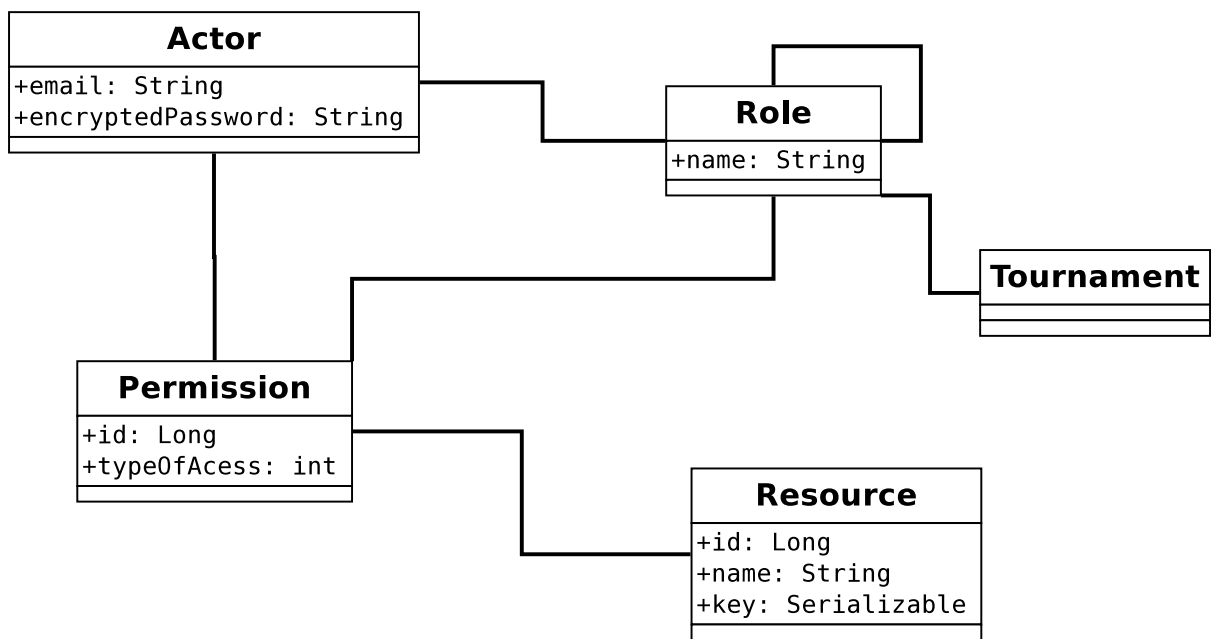 Actor
+email: String
+encryptedPassword: String
Role
+name: String
Tournament
Permission
+id: Long
+typeOfAcess: int
Resource
+id: Long
+name: String
+key: Serializable